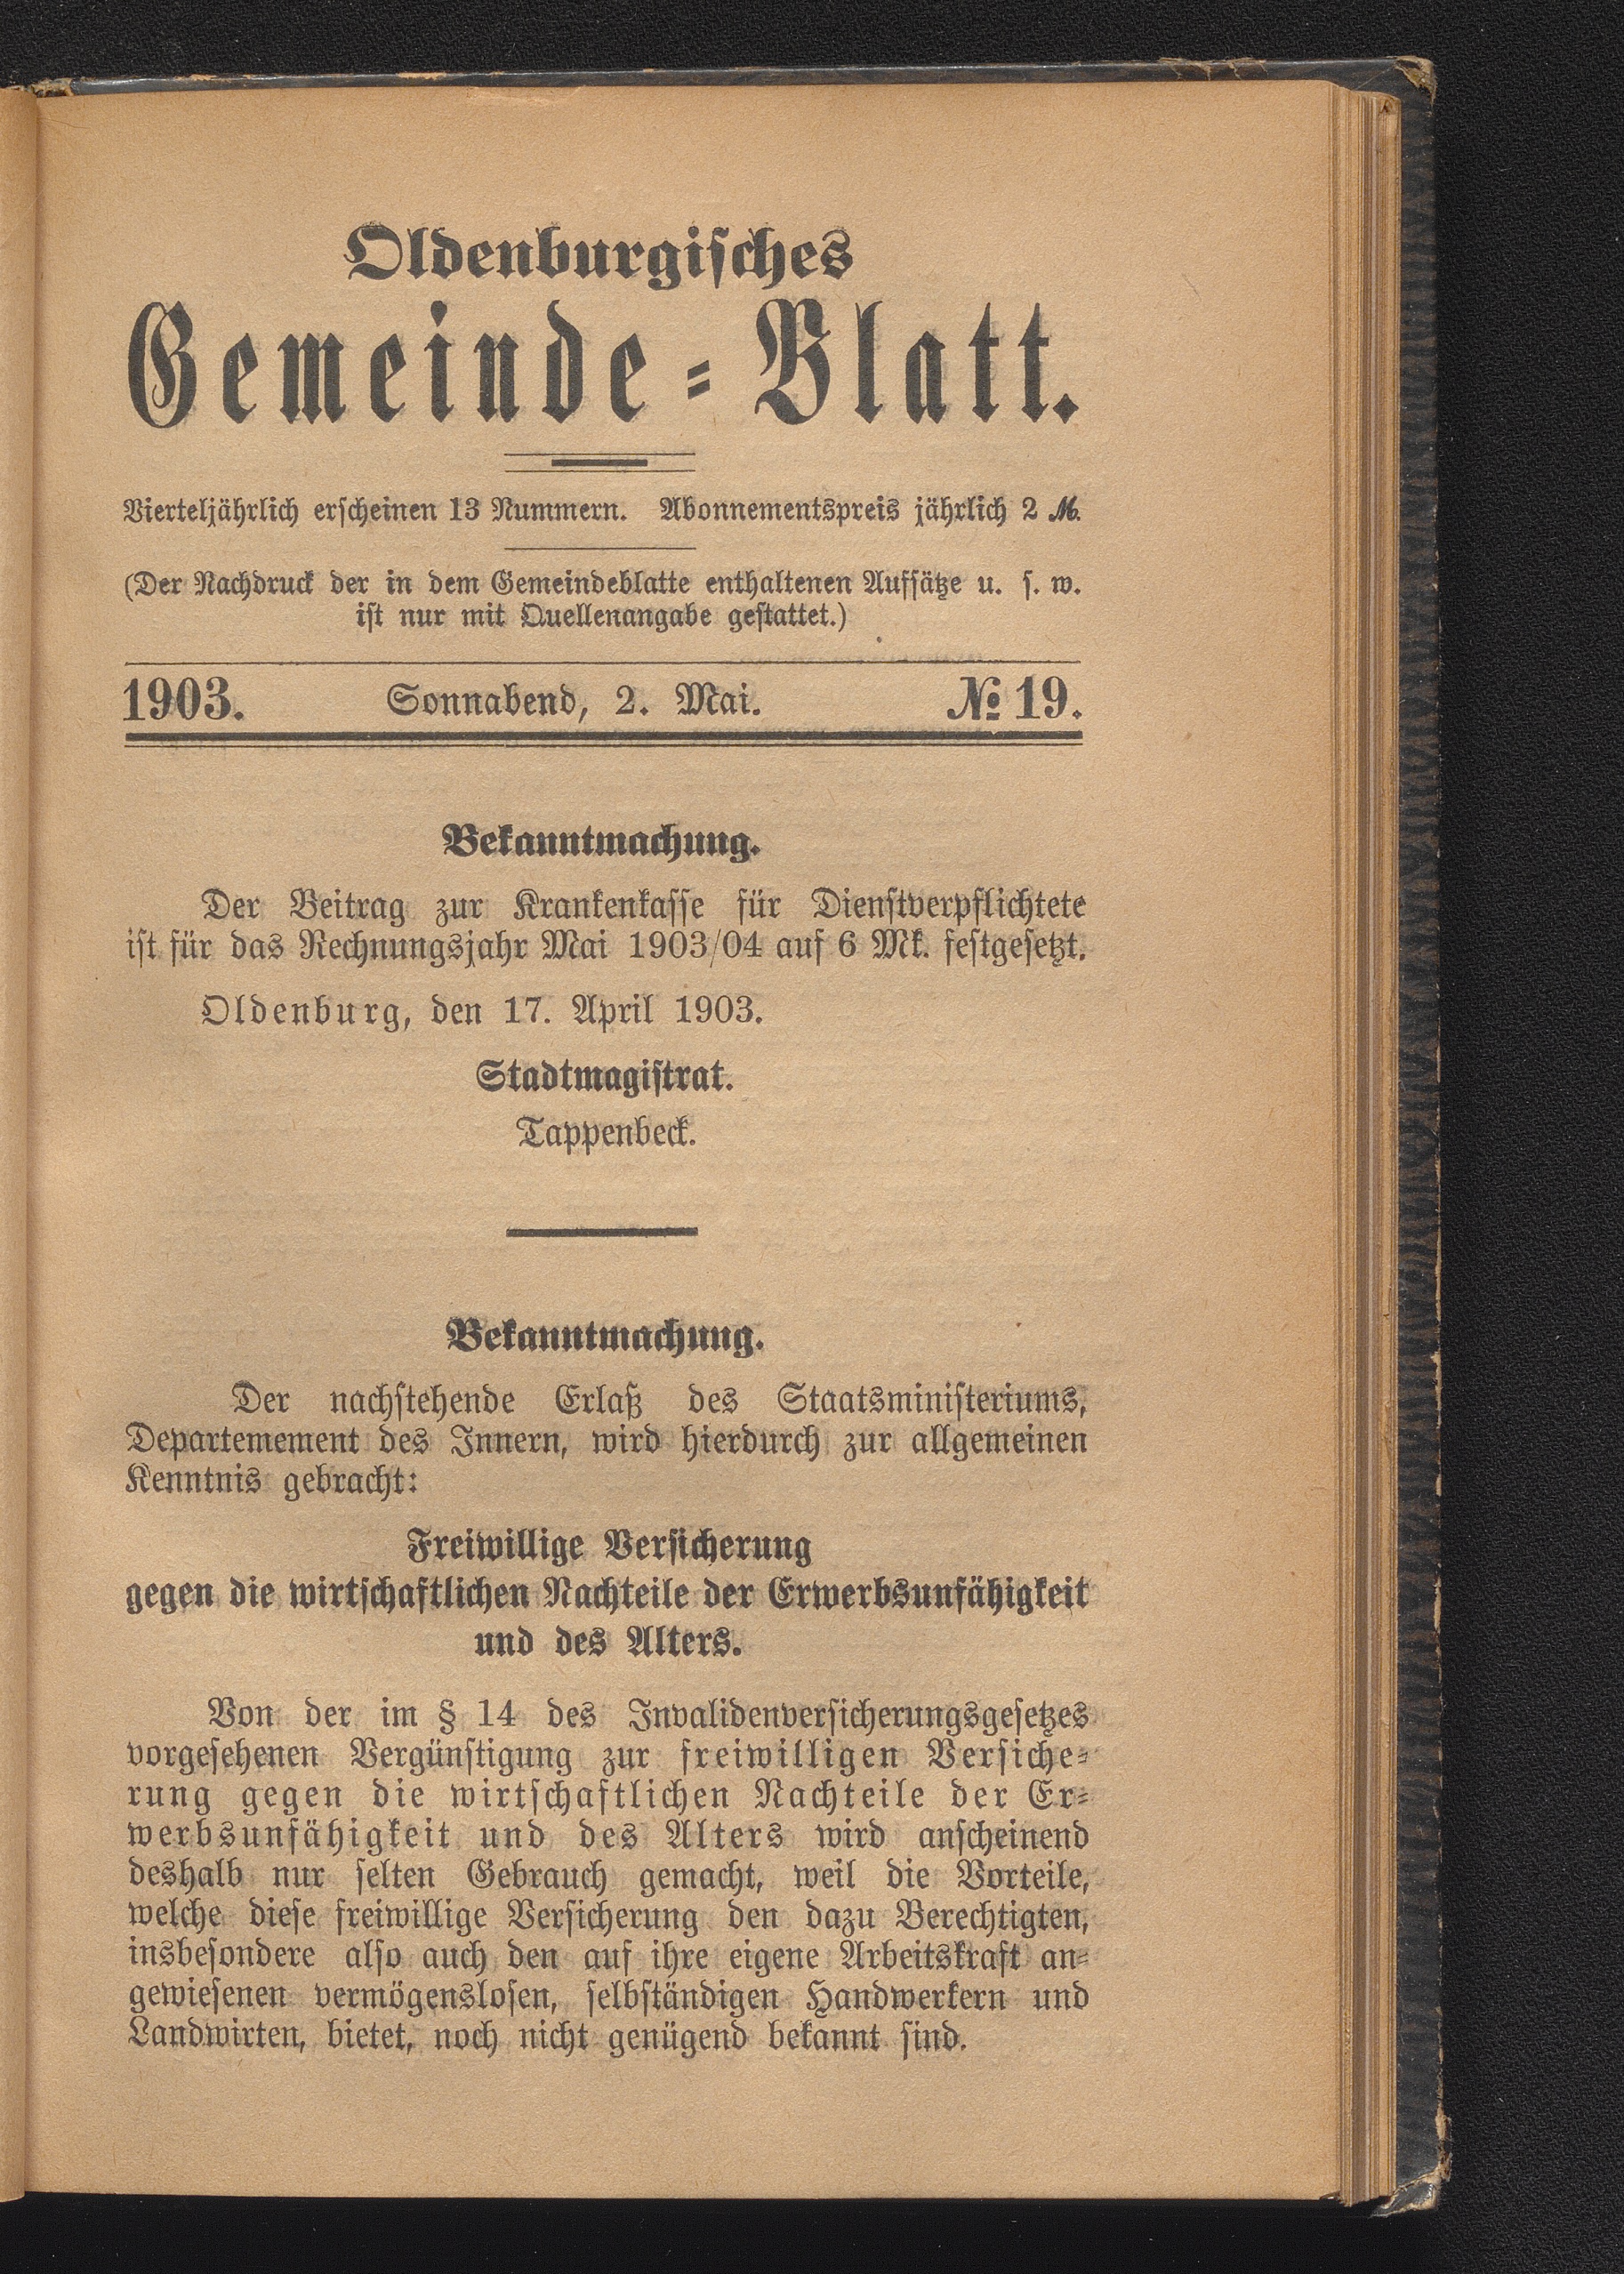 Oldenburgisches
Gemeinde-Blatt.
Vierteljährlich erscheinen 13 Nummern. Abonnementspreis jährlich 2 ℳ.
(Der Nachdruck der in dem Gemeindeblatte enthaltenen Aufsätze u. s. w.
ist nur mit Quellenangabe gestattet.)
1903. Sonnabend, 2. Mai. № 19.
Bekanntmachung.
Der Beitrag zur Krankenkasse für Dienstverpflichtete
ist für das Rechnungsjahr Mai 1903/04 auf 6 Mk. festgesetzt.
Oldenburg, den 17. April 1903.
Stadtmagistrat.
Tappenbeck.
Bekanntmachung.
Der nachstehende Erlaß des Staatsministeriums,
Departemement des Innern, wird hierdurch zur allgemeinen
Kenntnis gebracht:
Freiwillige Versicherung
gegen die wirtschaftlichen Nachteile der Erwerbsunfähigkeit
und des Alters.
Von der im § 14 des Invalidenversicherungsgesetzes
vorgesehenen Vergünstigung zur freiwilligen Versiche-
rung gegen die wirtschaftlichen Nachteile der Er-
werbsunfähigkeit und des Alters wird anscheinend
deshalb nur selten Gebrauch gemacht, weil die Vorteile,
welche diese freiwillige Versicherung den dazu Berechtigten,
insbesondere also auch den auf ihre eigene Arbeitskraft an-
gewiesenen vermögenslosen, selbständigen Handwerkern und
Landwirten, bietet, noch nicht genügend bekannt sind.